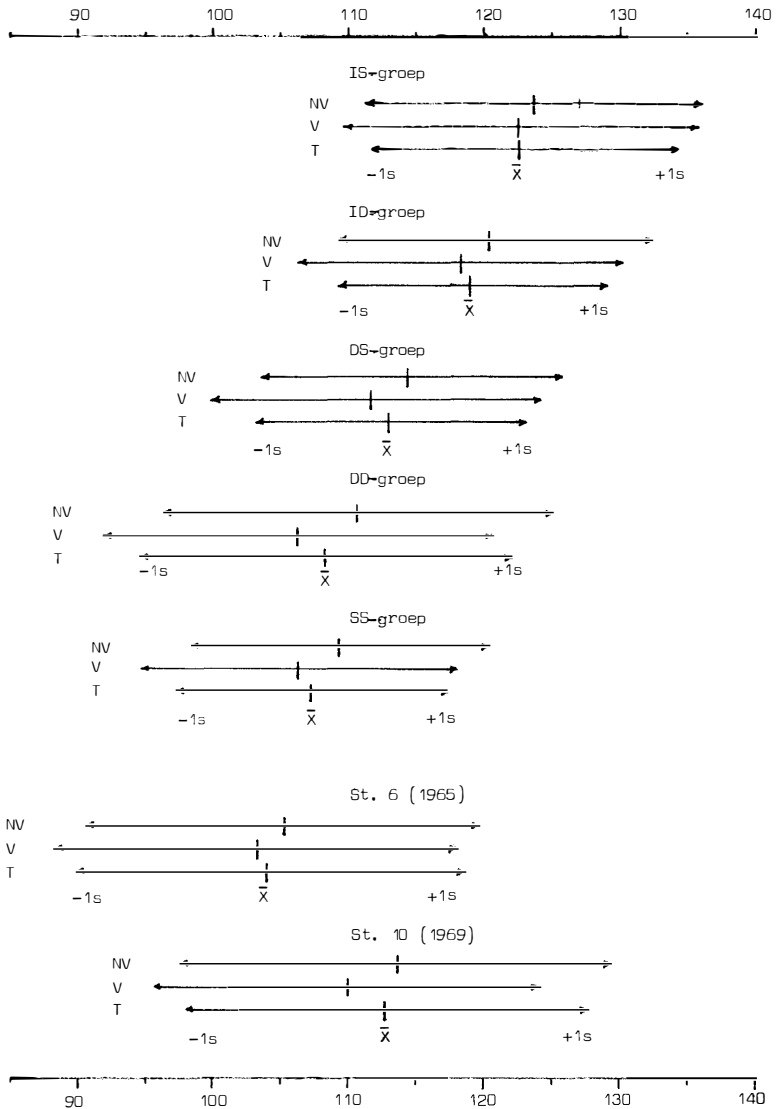 90 100 110 120 130 140
IS-groep
NV
V
T
-1s X̄ +1s
ID-groep
NV
V
T
-1s X̄ +1s
DS-groep
NV
V
T
-1s X̄ +1s
DD-groep
NV
V
T
-1s X̄ +1s
SS-groep
NV
V
T
-1s X̄ +1s
St. 6 (1965)
NV
V
T
-1s X̄ +1s
St. 10 (1969)
NV
V
T
-1s X̄ +1s
90 100 110 120 130 140